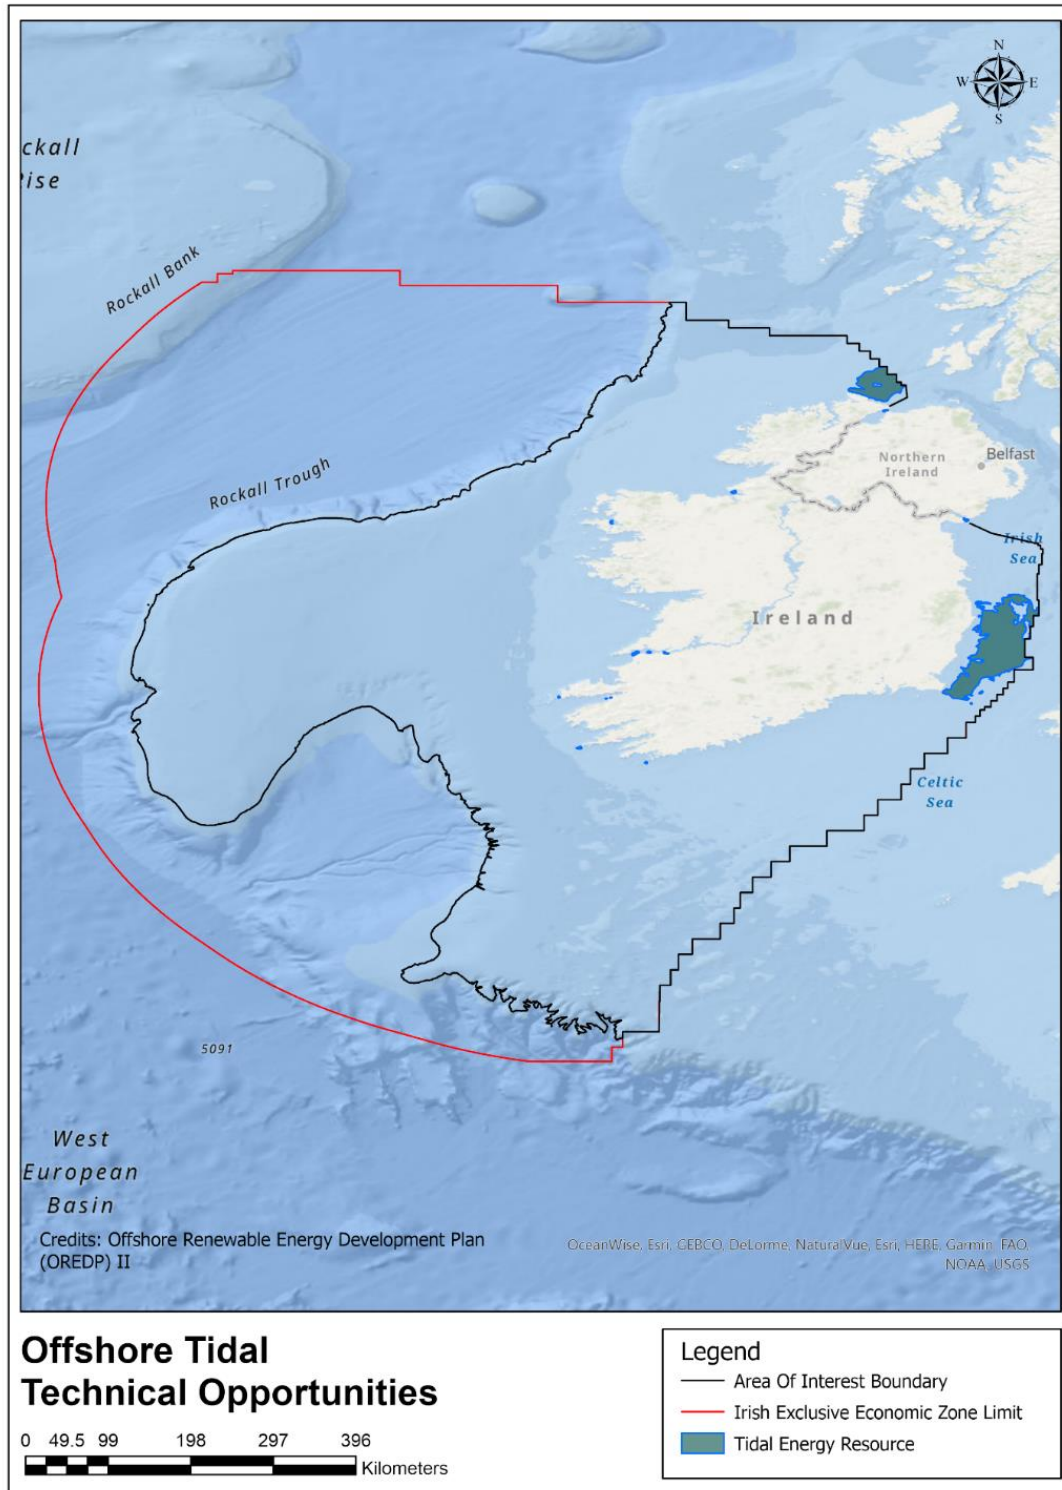 N
W E
S
ckall
Rise
Rockall Bank
Rockall Trough
Northern
Ireland
Belfast
Irish
Sea
Ireland
Celtic
Sea
5091
West
European
Basin
Credits: Offshore Renewable Energy Development Plan
(OREDP) II
OceanWise, Esri, GEBCO, DeLorme, NaturalVue, Esri, HERE, Garmin, FAO,
NOAA, USGS
Offshore Tidal
Technical Opportunities
0 49.5 99 198 297 396
Kilometers
Legend
Area Of Interest Boundary
Irish Exclusive Economic Zone Limit
Tidal Energy Resource